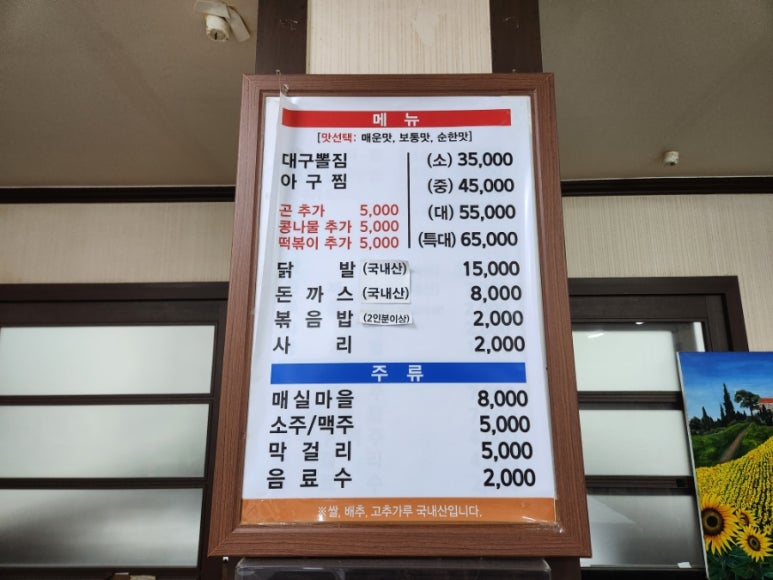 메 뉴
[맛선택: 매운맛, 보통맛, 순한맛]
대구뽈찜
아 구 찜
(소) 35,000
(중) 45,000
(대) 55,000
(특대) 65,000
곤 추가 5,000
콩나물 추가 5,000
떡볶이 추가 5,000
닭 발 (국내산) 15,000
돈 까 스 (국내산) 8,000
볶 음 밥 (2인분이상) 2,000
사 리 2,000
주 류
매실마을 8,000
소주/맥주 5,000
막 걸 리 5,000
음 료 수 2,000
※쌀, 배추, 고추가루 국내산입니다.